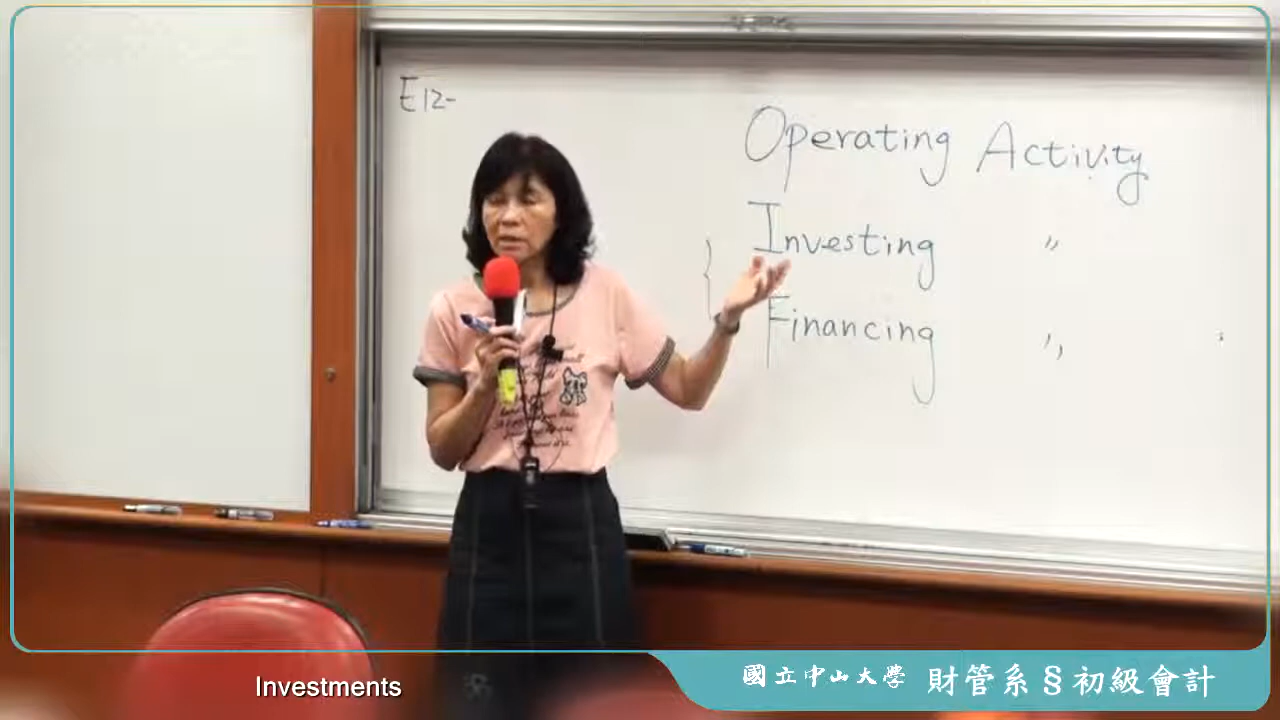 E12-
Operating Activity
Investing "
Financing "
Investments
國立中山大學 財管系§初級會計